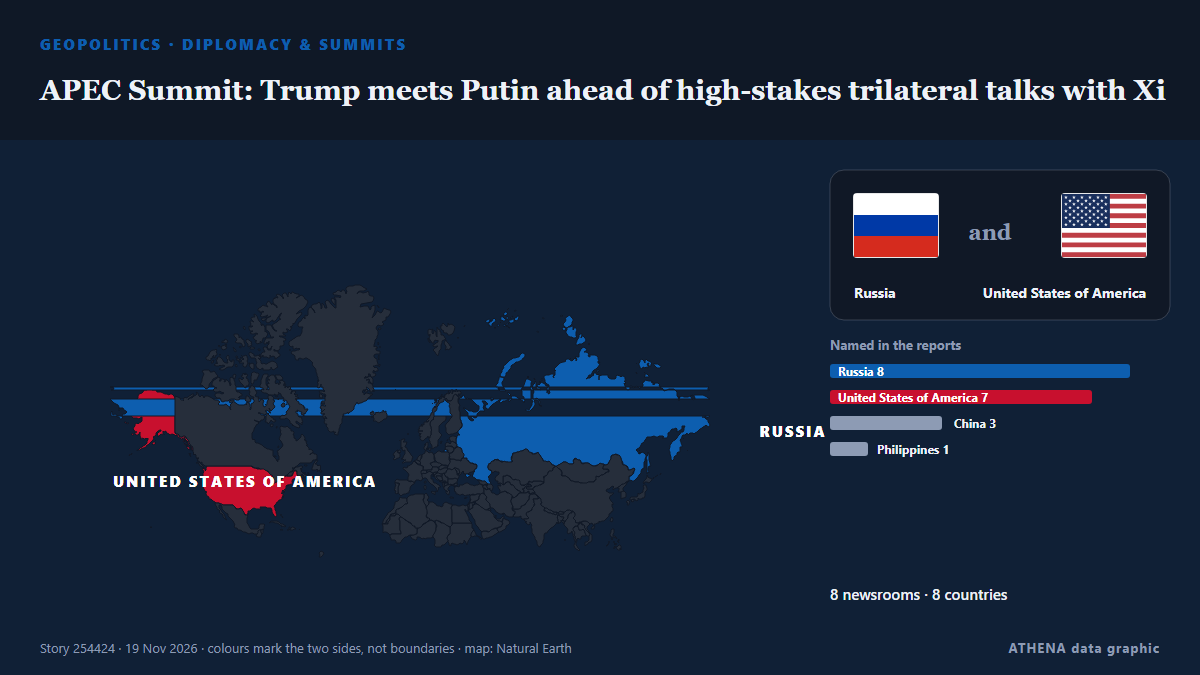 GEOPOLITICS · DIPLOMACY & SUMMITS
APEC Summit: Trump meets Putin ahead of high-stakes trilateral talks with Xi
and
Russia
United States of America
Named in the reports
Russia 8
United States of America 7
China 3
Philippines 1
RUSSIA
UNITED STATES OF AMERICA
8 newsrooms · 8 countries
Story 254424 · 19 Nov 2026 · colours mark the two sides, not boundaries · map: Natural Earth
ATHENA data graphic